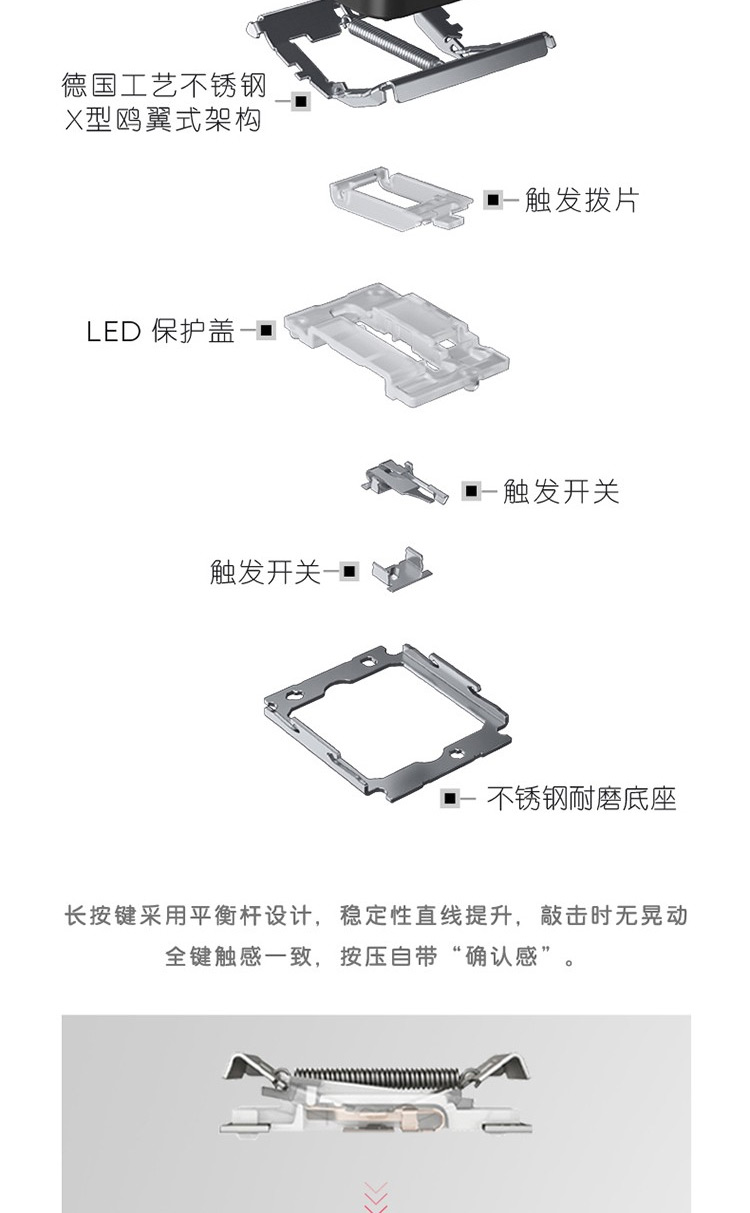 德国工艺不锈钢
X型鸥翼式架构
触发拨片
LED 保护盖
触发开关
触发开关
不锈钢耐磨底座
长按键采用平衡杆设计，稳定性直线提升，敲击时无晃动
全键触感一致，按压自带“确认感”。